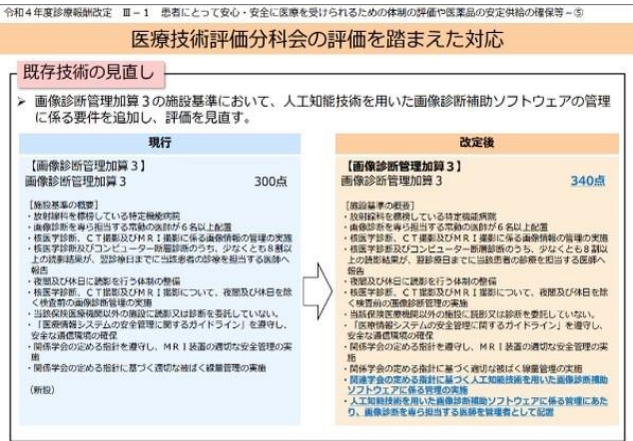 令和4年度診療報酬改定 Ⅲ－1 患者にとって安心・安全に医療を受けられるための体制の評価や医薬品の安定供給の確保等－⑤
医療技術評価分科会の評価を踏まえた対応
既存技術の見直し
➢ 画像診断管理加算3の施設基準において、人工知能技術を用いた画像診断補助ソフトウェアの管理
に係る要件を追加し、評価を見直す。
現行
【画像診断管理加算3】
画像診断管理加算3 300点
[施設基準の概要]
・放射線科を標榜している特定機能病院
・画像診断を専ら担当する常勤の医師が6名以上配置
・核医学診断、CT撮影及びMRI撮影に係る画像情報の管理の実施
・核医学診断及びコンピューター断層診断のうち、少なくとも8割以
上の読影結果が、翌診療日までに当該患者の診療を担当する医師へ
報告
・夜間及び休日に読影を行う体制の整備
・核医学診断、CT撮影及びMRI撮影について、夜間及び休日を除
く検査前の画像診断管理の実施
・当該保険医療機関以外の施設に読影又は診断を委託していない。
・「医療情報システムの安全管理に関するガイドライン」を遵守し、
安全な通信環境の確保
・関係学会の定める指針を遵守し、MRI装置の適切な安全管理の実
施
・関係学会の定める指針に基づく適切な被ばく線量管理の実施
(新設)
改定後
【画像診断管理加算3】
画像診断管理加算3 340点
[施設基準の概要]
・放射線科を標榜している特定機能病院
・画像診断を専ら担当する常勤の医師が6名以上配置
・核医学診断、CT撮影及びMRI撮影に係る画像情報の管理の実施
・核医学診断及びコンピューター断層診断のうち、少なくとも8割以
上の読影結果が、翌診療日までに当該患者の診療を担当する医師へ
報告
・夜間及び休日に読影を行う体制の整備
・核医学診断、CT撮影及びMRI撮影について、夜間及び休日を除
く検査前の画像診断管理の実施
・当該保険医療機関以外の施設に読影又は診断を委託していない。
・「医療情報システムの安全管理に関するガイドライン」を遵守し、
安全な通信環境の確保
・関係学会の定める指針を遵守し、MRI装置の適切な安全管理の実
施
・関係学会の定める指針に基づく適切な被ばく線量管理の実施
・関連学会の定める指針に基づく人工知能技術を用いた画像診断補助
ソフトウェアに係る管理の実施
・人工知能技術を用いた画像診断補助ソフトウェアに係る管理にあた
り、画像診断を専ら担当する医師を管理者として配置